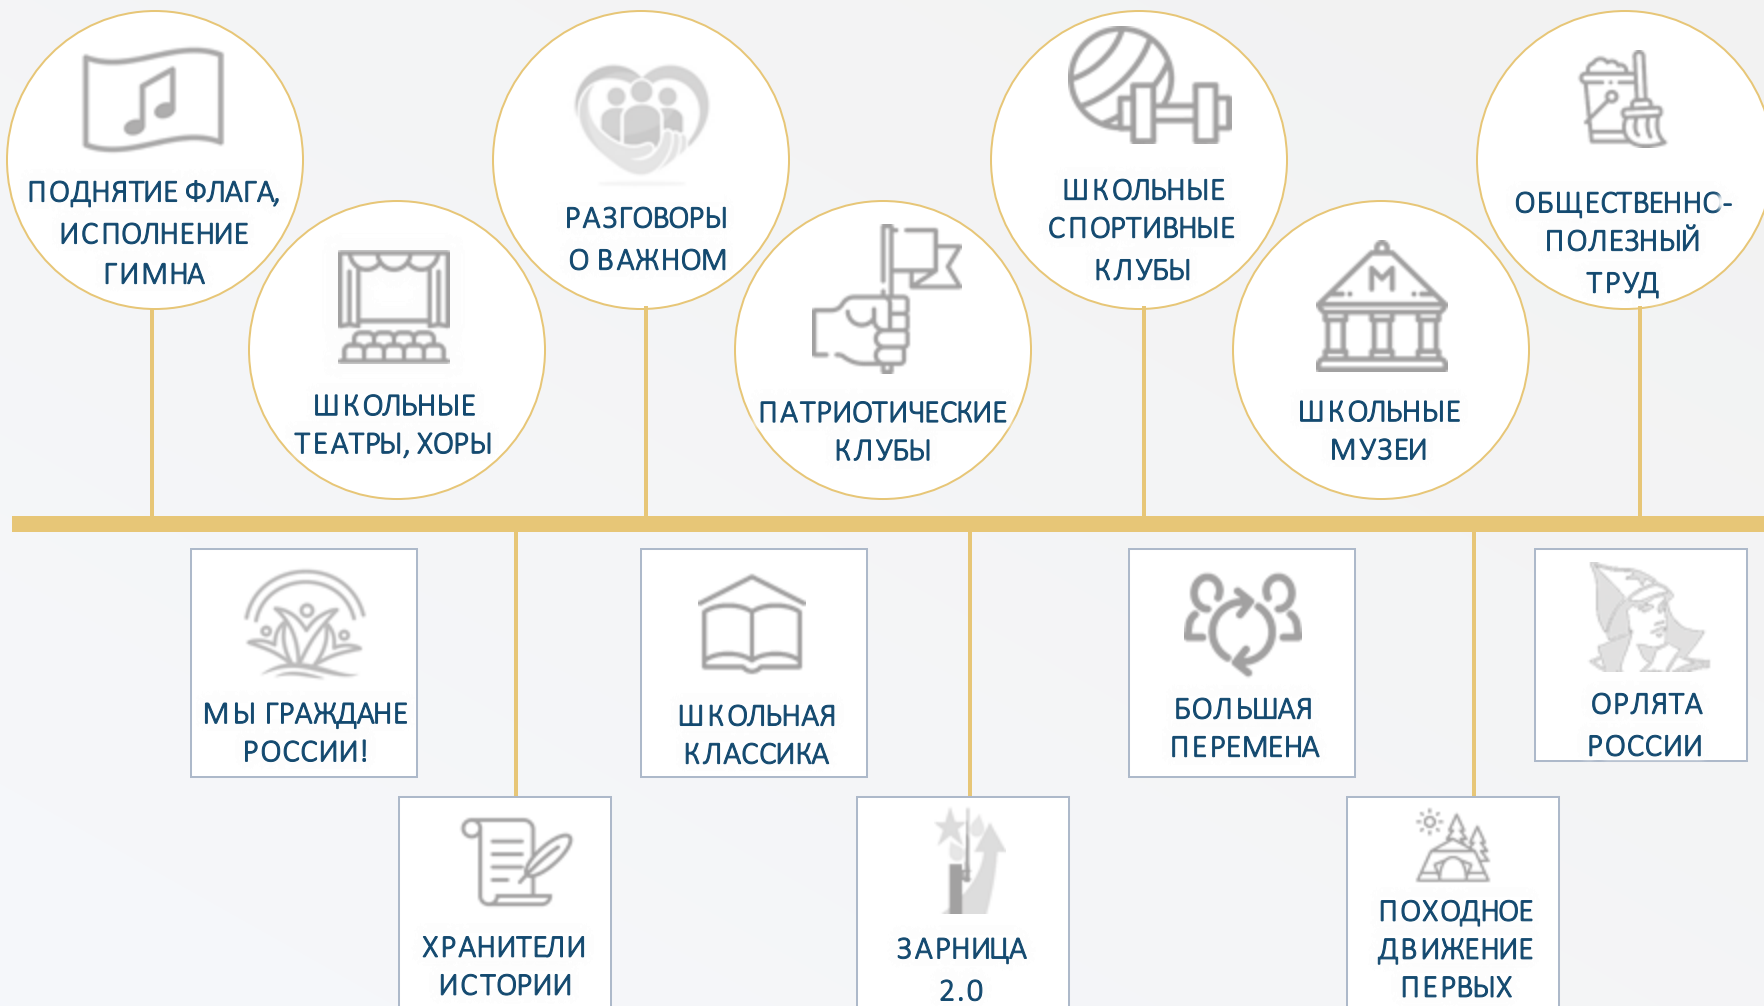 ПОДНЯТИЕ ФЛАГА,
ИСПОЛНЕНИЕ
ГИМНА
ШКОЛЬНЫЕ
ТЕАТРЫ, ХОРЫ
РАЗГОВОРЫ
О ВАЖНОМ
ПАТРИОТИЧЕСКИЕ
КЛУБЫ
ШКОЛЬНЫЕ
СПОРТИВНЫЕ
КЛУБЫ
М
ШКОЛЬНЫЕ
МУЗЕИ
ОБЩЕСТВЕННО-
ПОЛЕЗНЫЙ
ТРУД
МЫ ГРАЖДАНЕ
РОССИИ!
ХРАНИТЕЛИ
ИСТОРИИ
ШКОЛЬНАЯ
КЛАССИКА
ЗАРНИЦА
2.0
БОЛЬШАЯ
ПЕРЕМЕНА
ПОХОДНОЕ
ДВИЖЕНИЕ
ПЕРВЫХ
ОРЛЯТА
РОССИИ